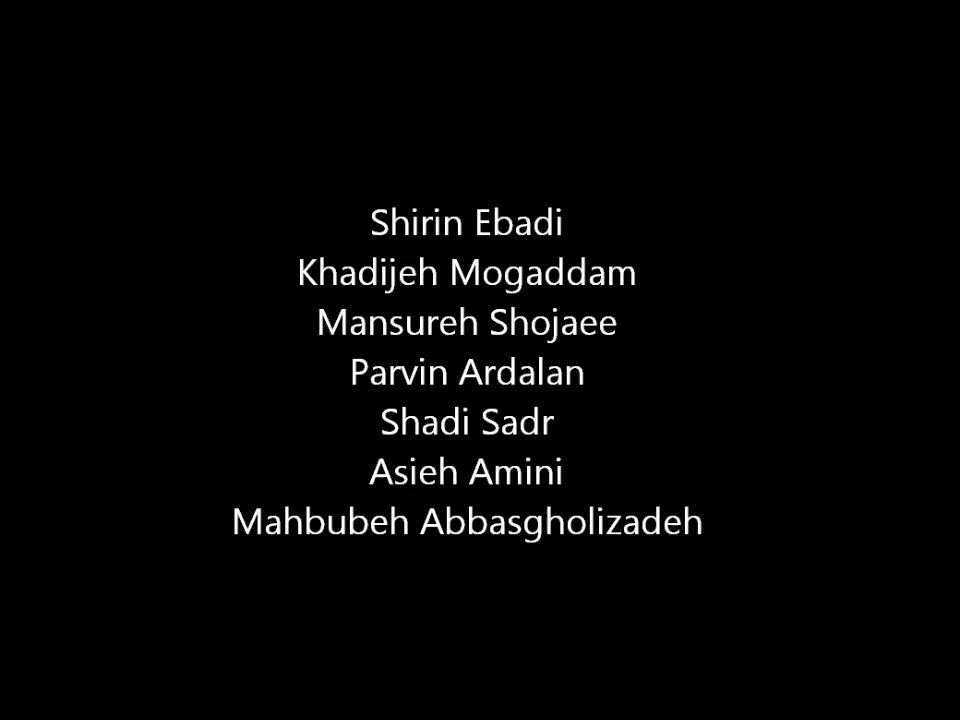 Shirin Ebadi
Khadijeh Mogaddam
Mansureh Shojaee
Parvin Ardalan
Shadi Sadr
Asieh Amini
Mahbubeh Abbasgholizadeh